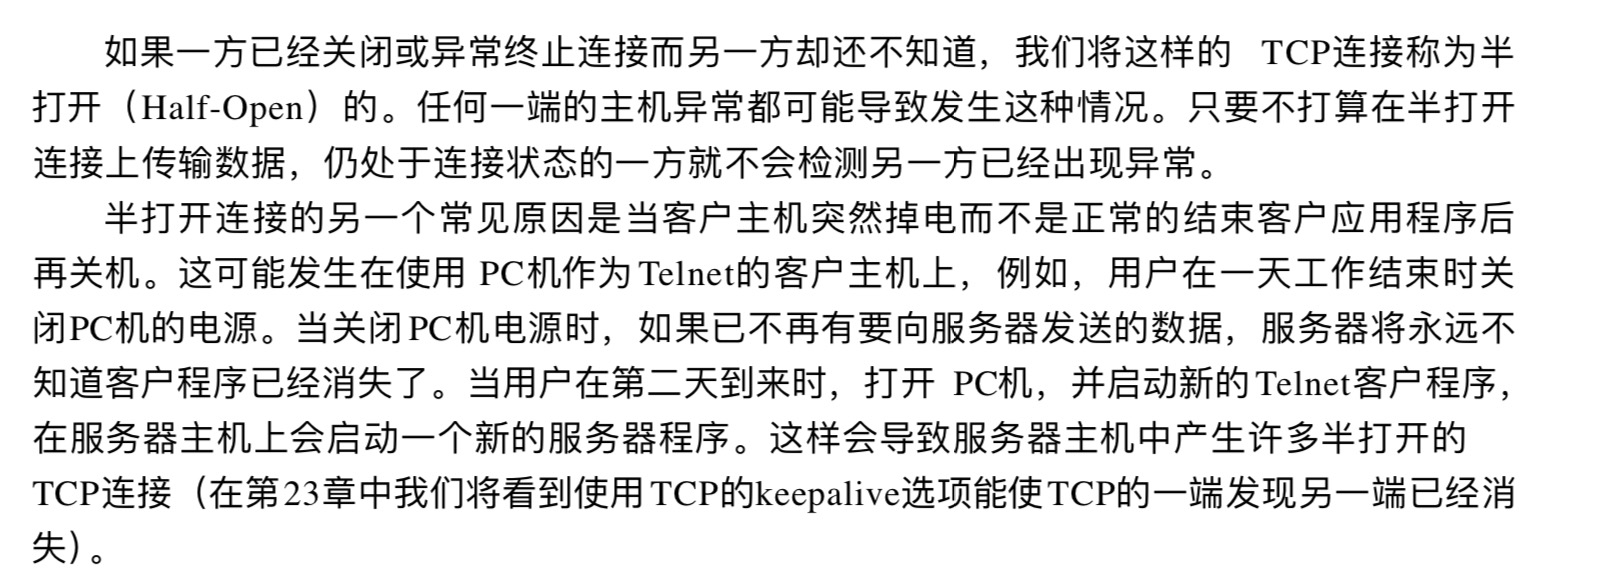 如果一方已经关闭或异常终止连接而另一方却还不知道，我们将这样的 TCP连接称为半
打开（Half-Open）的。任何一端的主机异常都可能导致发生这种情况。只要不打算在半打开
连接上传输数据，仍处于连接状态的一方就不会检测另一方已经出现异常。
半打开连接的另一个常见原因是当客户主机突然掉电而不是正常的结束客户应用程序后
再关机。这可能发生在使用 PC机作为Telnet的客户主机上，例如，用户在一天工作结束时关
闭PC机的电源。当关闭PC机电源时，如果已不再有要向服务器发送的数据，服务器将永远不
知道客户程序已经消失了。当用户在第二天到来时，打开 PC机，并启动新的Telnet客户程序，
在服务器主机上会启动一个新的服务器程序。这样会导致服务器主机中产生许多半打开的
TCP连接（在第23章中我们将看到使用TCP的keepalive选项能使TCP的一端发现另一端已经消
失）。